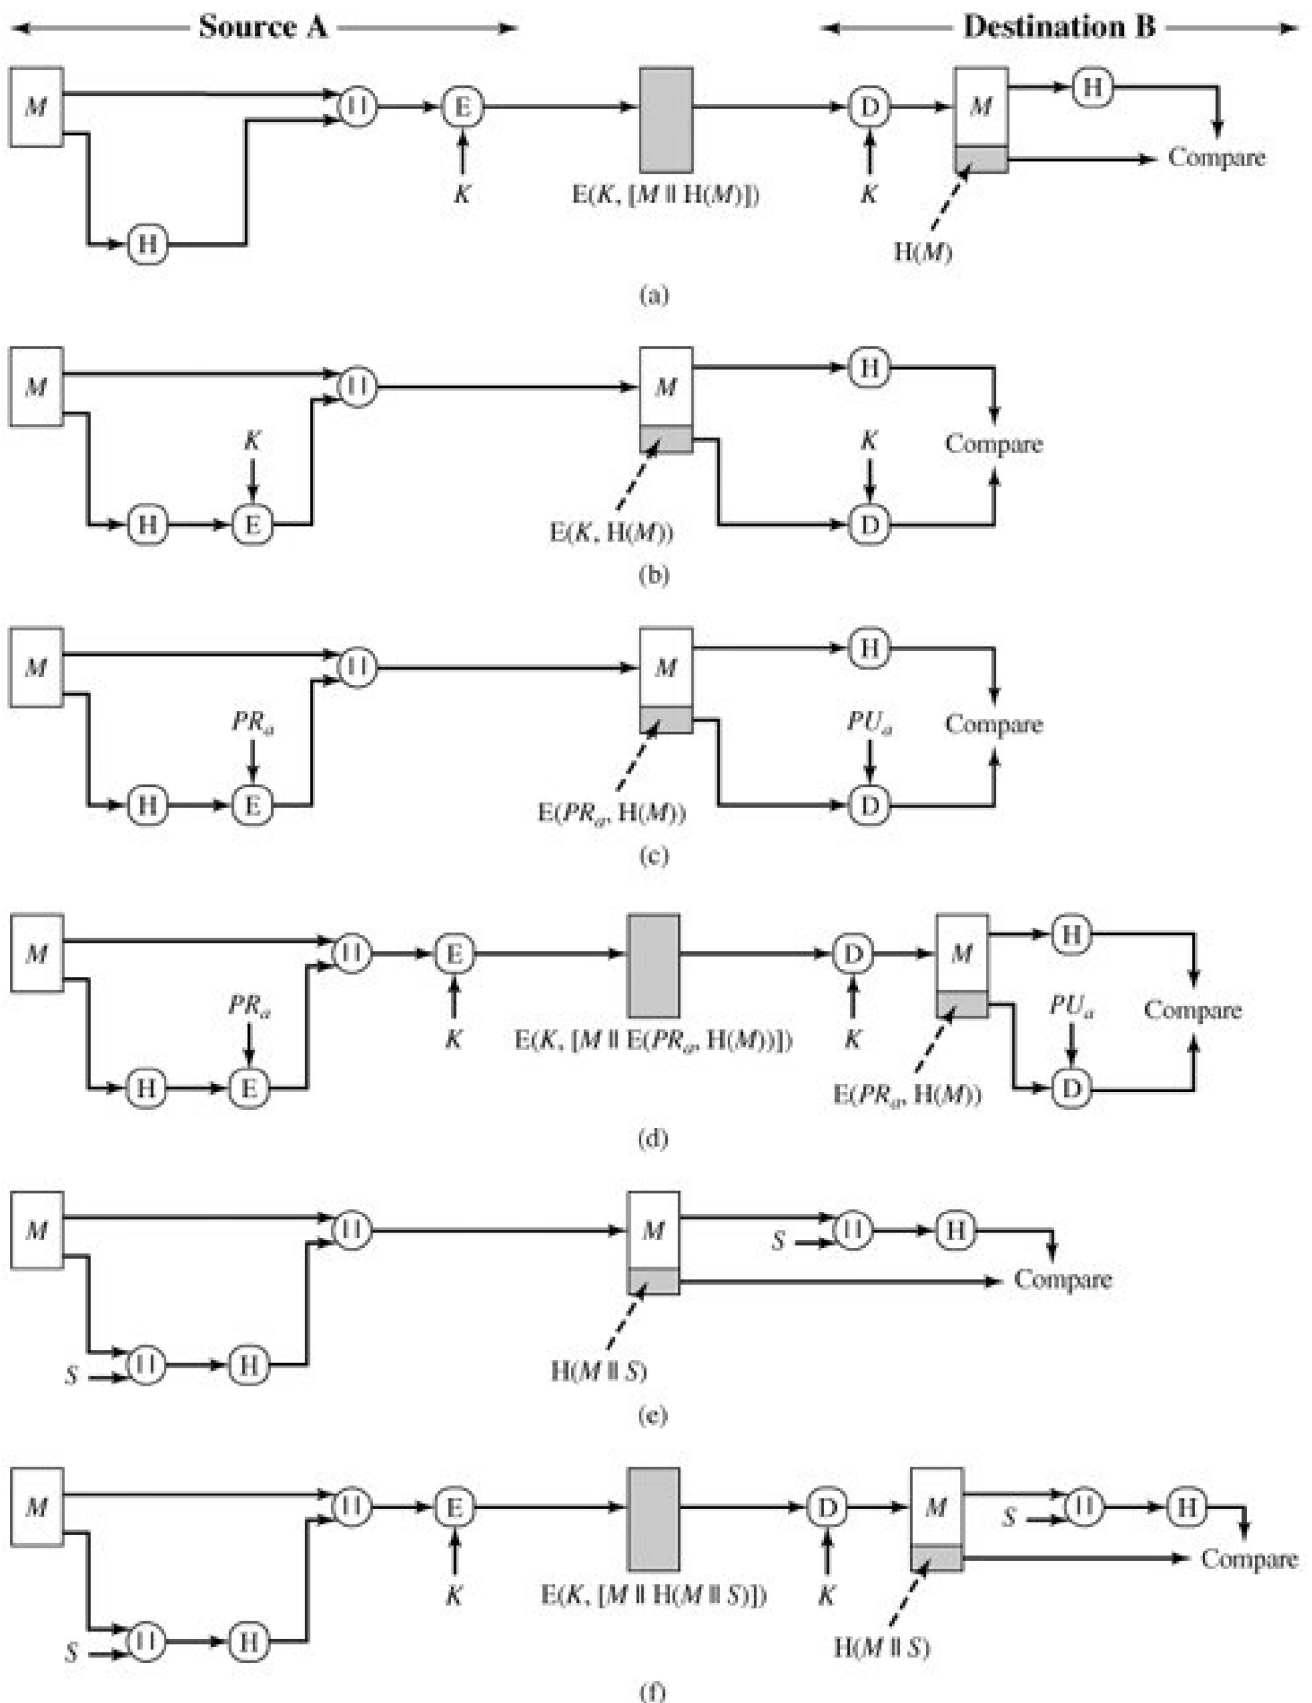 Source A Destination B
M || E D M H
K E(K, [M || H(M)]) K Compare
H H(M)
(a)
M || M H
K K Compare
H E E(K, H(M)) D
(b)
M || M H
PRa PUa Compare
H E E(PRa, H(M)) D
(c)
M || E D M H
PRa K E(K, [M || E(PRa, H(M))]) K PUa Compare
H E E(PRa, H(M)) D
(d)
M || M S || H
Compare
S || H H(M || S)
(e)
M || E D M S || H
K E(K, [M || H(M || S)]) K Compare
S || H H(M || S)
(f)